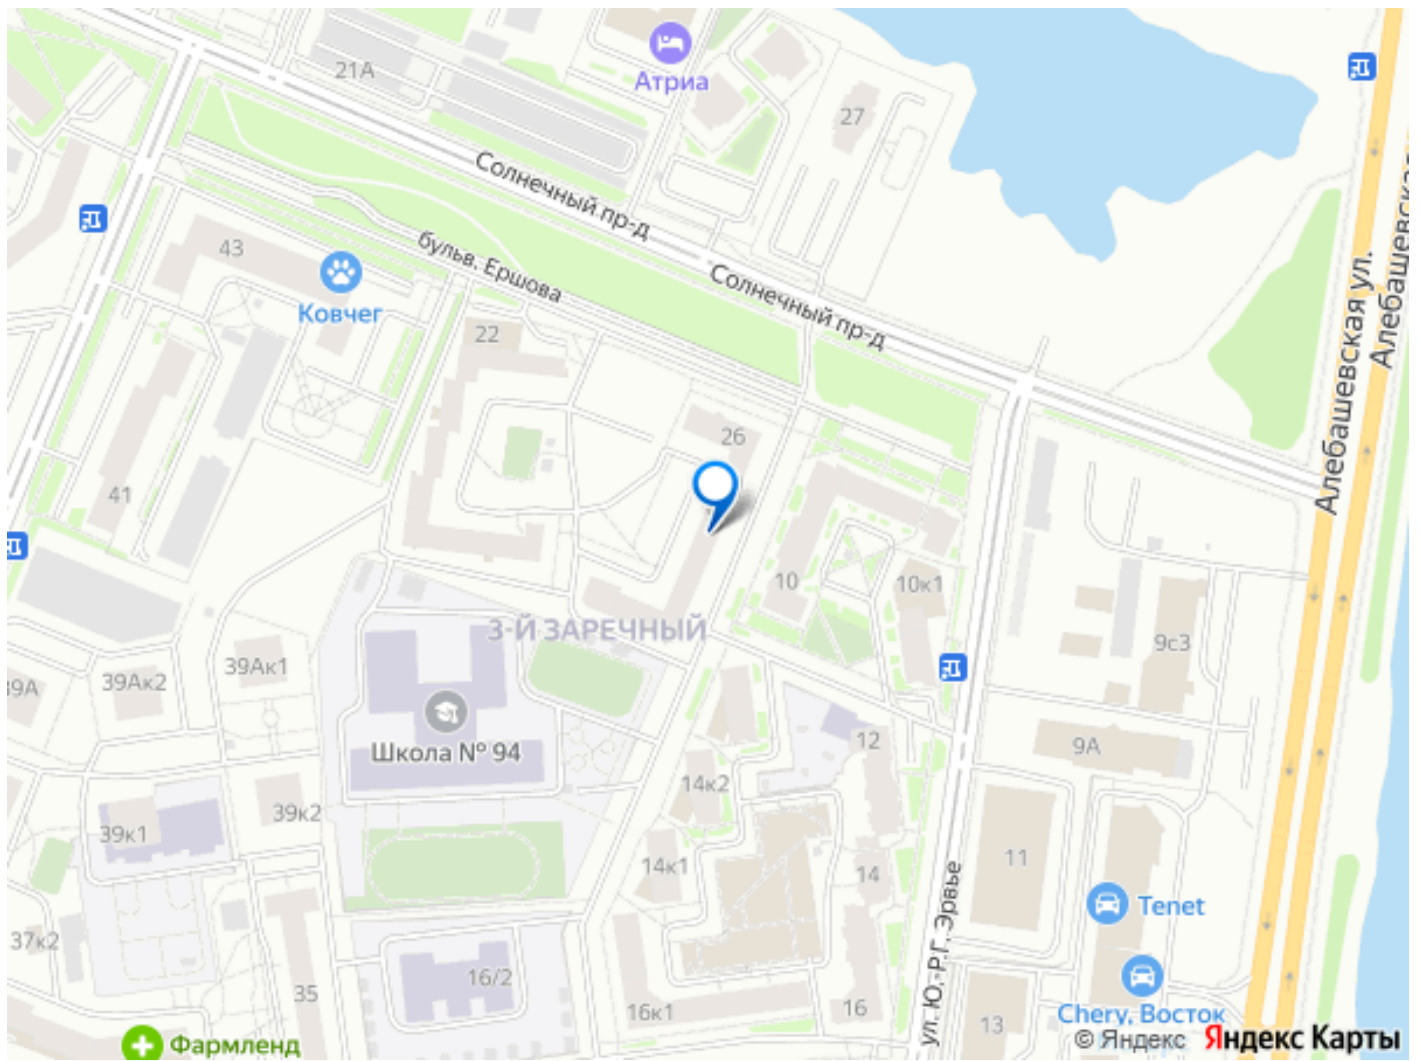 21А
Атриа
27
Солнечный пр-д
Солнечный пр-д
бульв. Ершова
43
Ковчег
22
26
Алебашевская ул.
Алебашевская
41
10
10к1
9с3
3-Й ЗАРЕЧНЫЙ
39А
39Ак2
39Ак1
Школа № 94
12
9А
14к2
39к1
39к2
14к1
14
11
ул. Ю.-Р.Г. Эрвье
Tenet
37к2
35
16/2
16к1
16
13
Chery, Восток
Фармленд
© Яндекс Яндекс Карты